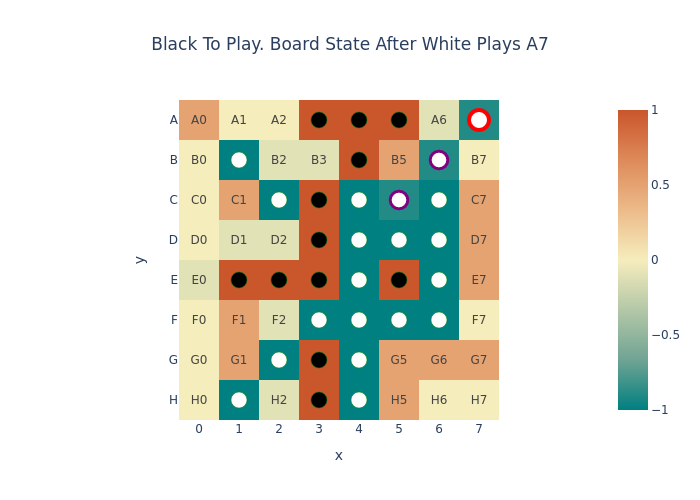 Black To Play. Board State After White Plays A7
A A0 A1 A2 A6 1
B B0 B2 B3 B5 B7
C C0 C1 C7 0.5
D D0 D1 D2 D7
y 0
E E0 E7
F F0 F1 F2 F7 −0.5
G G0 G1 G5 G6 G7
H H0 H2 H5 H6 H7 −1
0 1 2 3 4 5 6 7
x